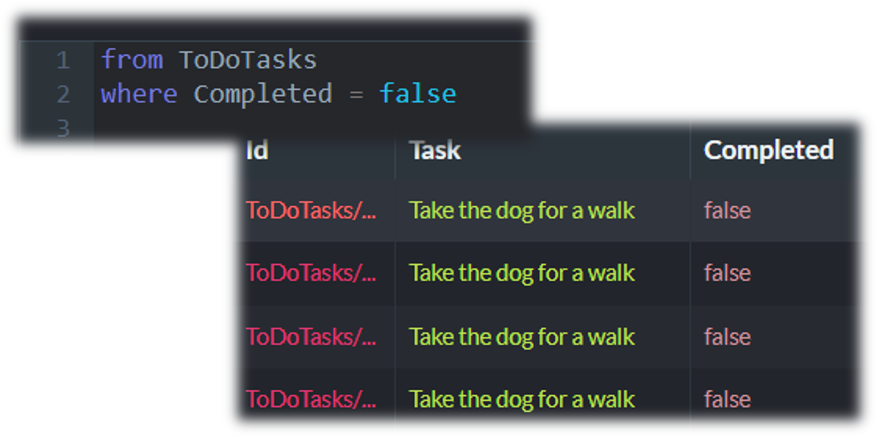 1 from ToDoTasks
2 where Completed = false
3
Id Task Completed
ToDoTasks/... Take the dog for a walk false
ToDoTasks/... Take the dog for a walk false
ToDoTasks/... Take the dog for a walk false
ToDoTasks/... Take the dog for a walk false